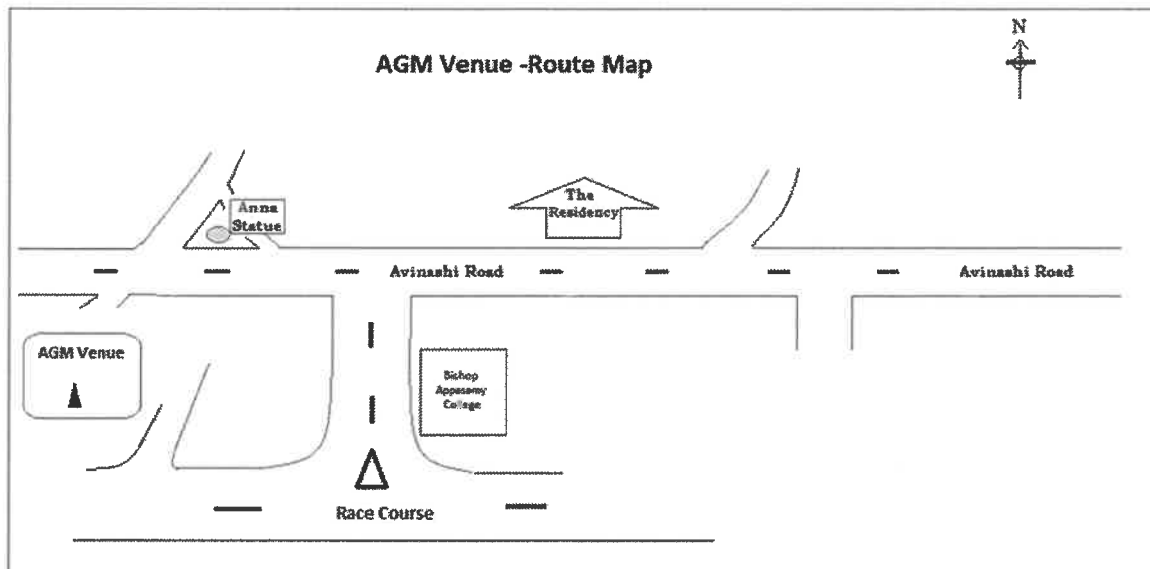 N
AGM Venue -Route Map
The
Residency
Anna
Statue
Avinashi Road
Avinashi Road
AGM Venue
Bishop
Appasamy
College
Race Course